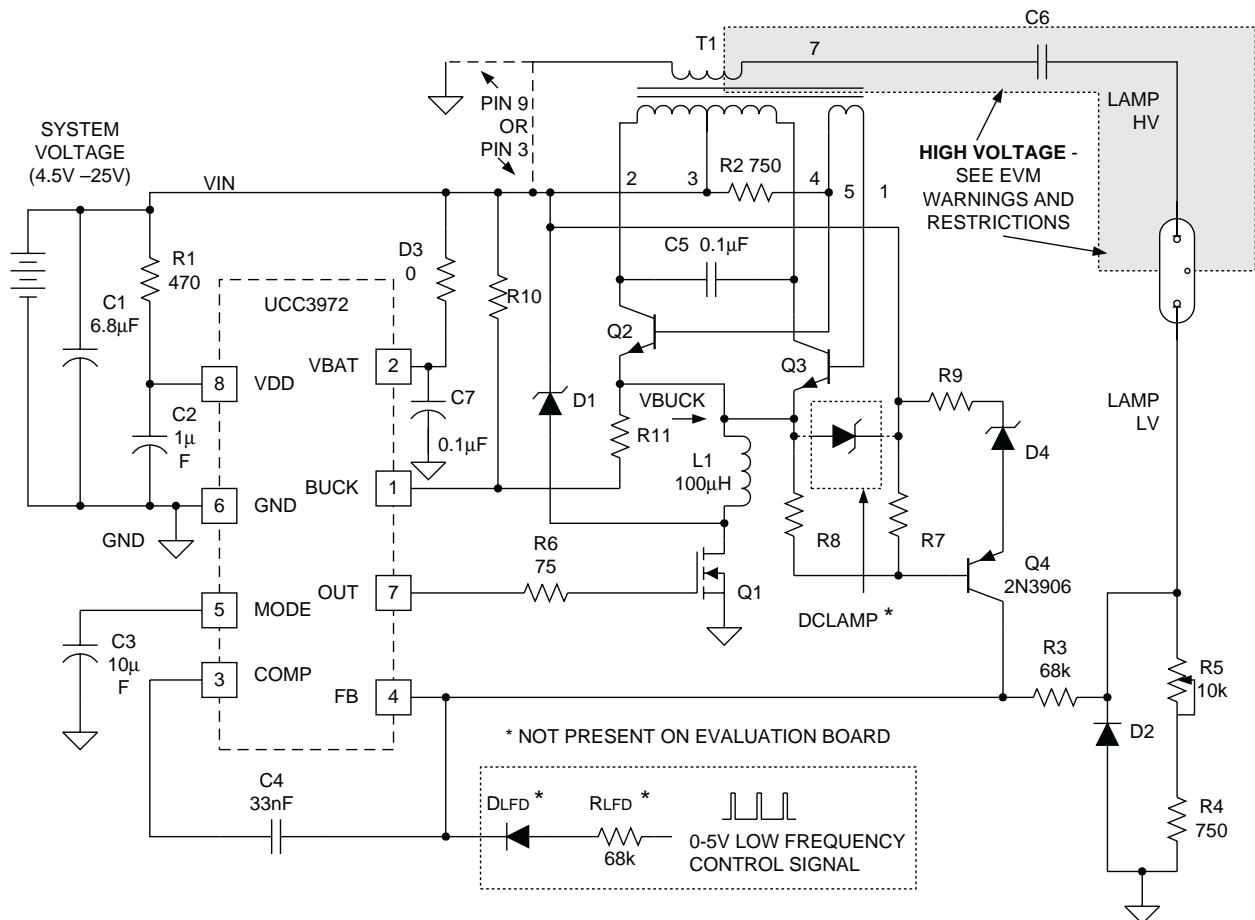 C6
T1
7
PIN 9
OR
PIN 3
LAMP
HV
SYSTEM
VOLTAGE
(4.5V –25V)
HIGH VOLTAGE -
SEE EVM
WARNINGS AND
RESTRICTIONS
VIN
2
3
R2 750
4
5
1
R1
470
D3
0
C5 0.1µF
C1
6.8µF
UCC3972
R10
Q2
Q3
VBAT
2
8
VDD
R9
C7
0.1µF
D1
VBUCK
LAMP
LV
C2
1µ
F
R11
D4
L1
100µH
BUCK
1
6
GND
GND
R8
R7
R6
75
Q4
2N3906
OUT
7
Q1
5
MODE
DCLAMP *
C3
10µ
F
3
COMP
R3
68k
R5
10k
FB
4
* NOT PRESENT ON EVALUATION BOARD
D2
C4
33nF
DLFD *
RLFD *
68k
0-5V LOW FREQUENCY
CONTROL SIGNAL
R4
750